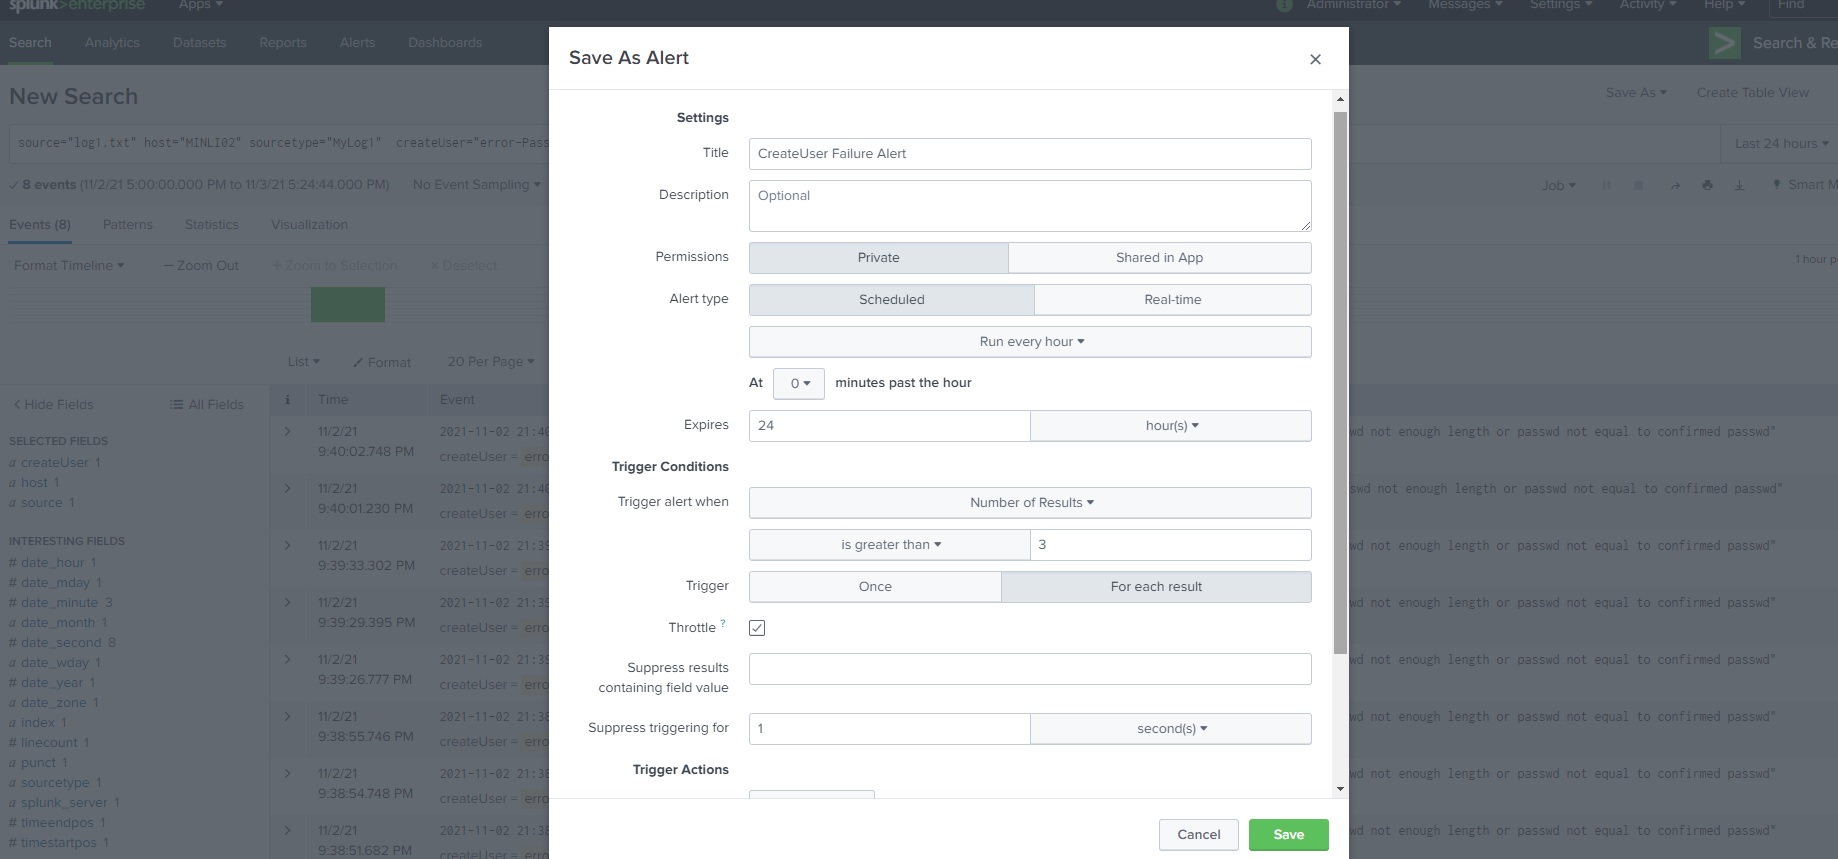 splunk>enterprise Apps
Administrator Messages Settings Activity Help Find
Search Analytics Datasets Reports Alerts Dashboards
Search & Re
Save As Alert
New Search
Save As Create Table View
source="log1.txt" host="MINLI02" sourcetype="MyLog1" createUser="error-Pass
Last 24 hours
8 events (11/2/21 5:00:00.000 PM to 11/3/21 5:24:44.000 PM) No Event Sampling
Job Smart M
Events (8) Patterns Statistics Visualization
Format Timeline — Zoom Out + Zoom to Selection × Deselect
1 hour p
List Format 20 Per Page
< Hide Fields All Fields
i Time Event
SELECTED FIELDS
a createUser 1
a host 1
a source 1
INTERESTING FIELDS
# date_hour 1
# date_mday 1
# date_minute 3
# date_month 1
# date_second 8
a date_wday 1
# date_year 1
a date_zone 1
a index 1
# linecount 1
a punct 1
a sourcetype 1
a splunk_server 1
# timeendpos 1
# timestartpos 1
> 11/2/21 2021-11-02 21:40
wd not enough length or passwd not equal to confirmed passwd"
9:40:02.748 PM createUser = erro
> 11/2/21 2021-11-02 21:40
swd not enough length or passwd not equal to confirmed passwd"
9:40:01.230 PM createUser = erro
> 11/2/21 2021-11-02 21:39
wd not enough length or passwd not equal to confirmed passwd"
9:39:33.302 PM createUser = erro
> 11/2/21 2021-11-02 21:39
wd not enough length or passwd not equal to confirmed passwd"
9:39:29.395 PM createUser = erro
> 11/2/21 2021-11-02 21:39
wd not enough length or passwd not equal to confirmed passwd"
9:39:26.777 PM createUser = erro
> 11/2/21 2021-11-02 21:38
wd not enough length or passwd not equal to confirmed passwd"
9:38:55.746 PM createUser = erro
> 11/2/21 2021-11-02 21:38
wd not enough length or passwd not equal to confirmed passwd"
9:38:54.748 PM createUser = erro
> 11/2/21 2021-11-02 21:38
wd not enough length or passwd not equal to confirmed passwd"
9:38:51.682 PM createUser = erro
Settings
Title CreateUser Failure Alert
Description Optional
Permissions Private Shared in App
Alert type Scheduled Real-time
Run every hour
At 0 minutes past the hour
Expires 24 hour(s)
Trigger Conditions
Trigger alert when Number of Results
is greater than 3
Trigger Once For each result
Throttle ?
Suppress results
containing field value
Suppress triggering for 1 second(s)
Trigger Actions
Cancel Save